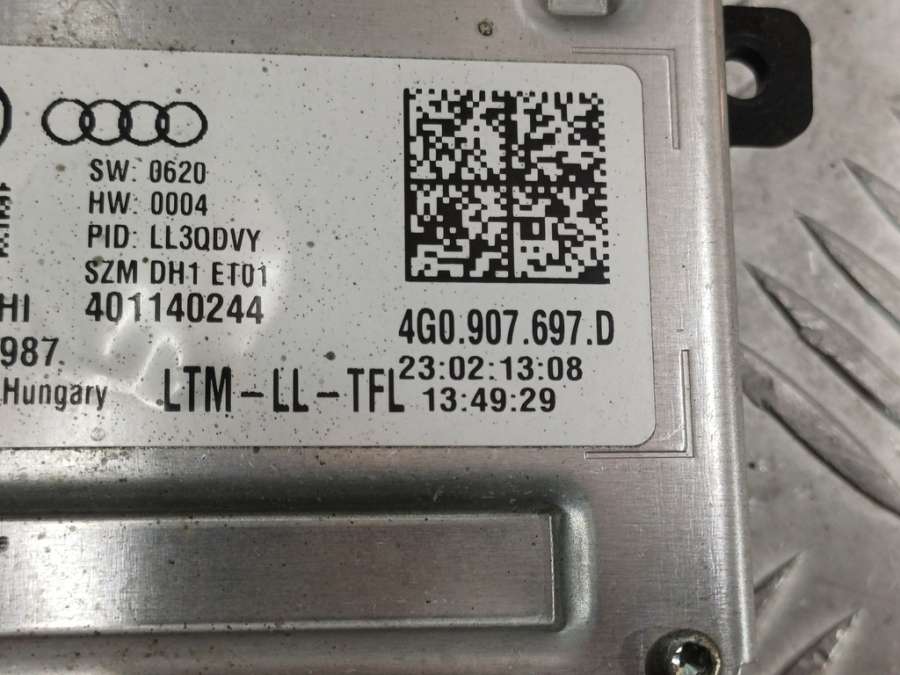 SW: 0620
HW: 0004
PID: LL3QDVY
SZM DH1 ET01
HI 401140244
4G0.907.697.D
987.
23:02:13:08
Hungary LTM-LL-TFL 13:49:29